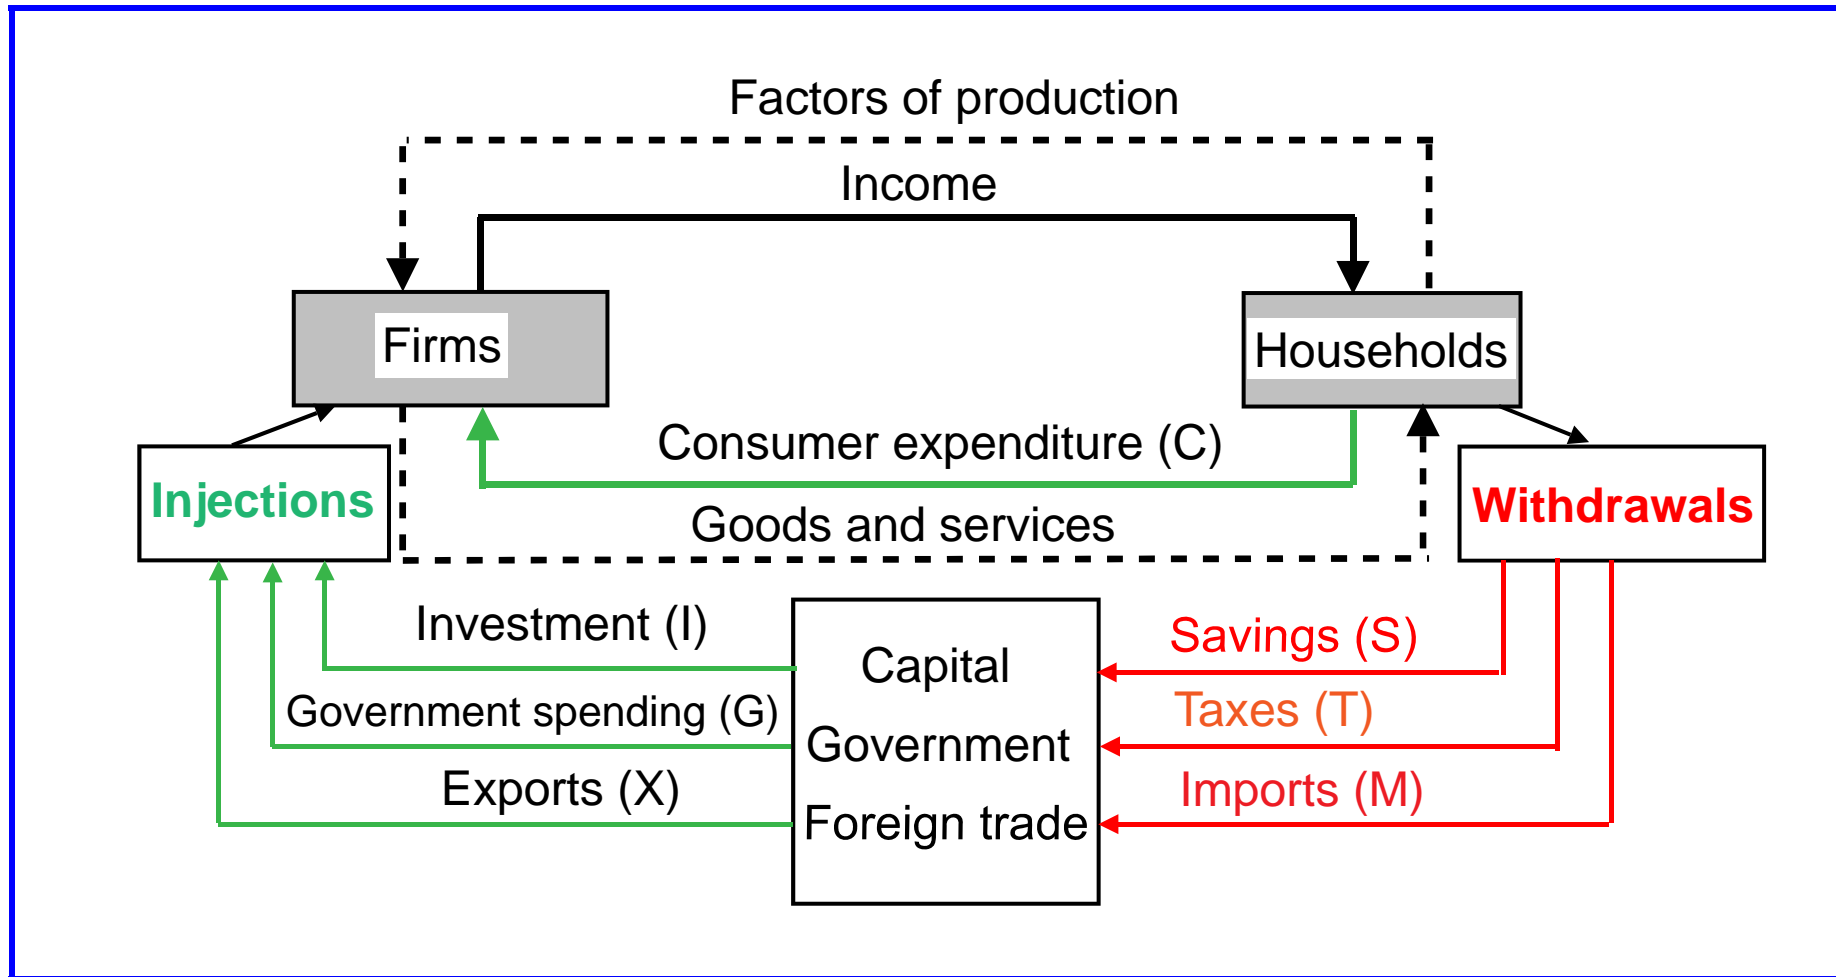 Factors of production
Income
Firms
Households
Consumer expenditure (C)
Injections
Withdrawals
Goods and services
Investment (I)
Capital
Savings (S)
Government spending (G)
Government
Taxes (T)
Exports (X)
Foreign trade
Imports (M)